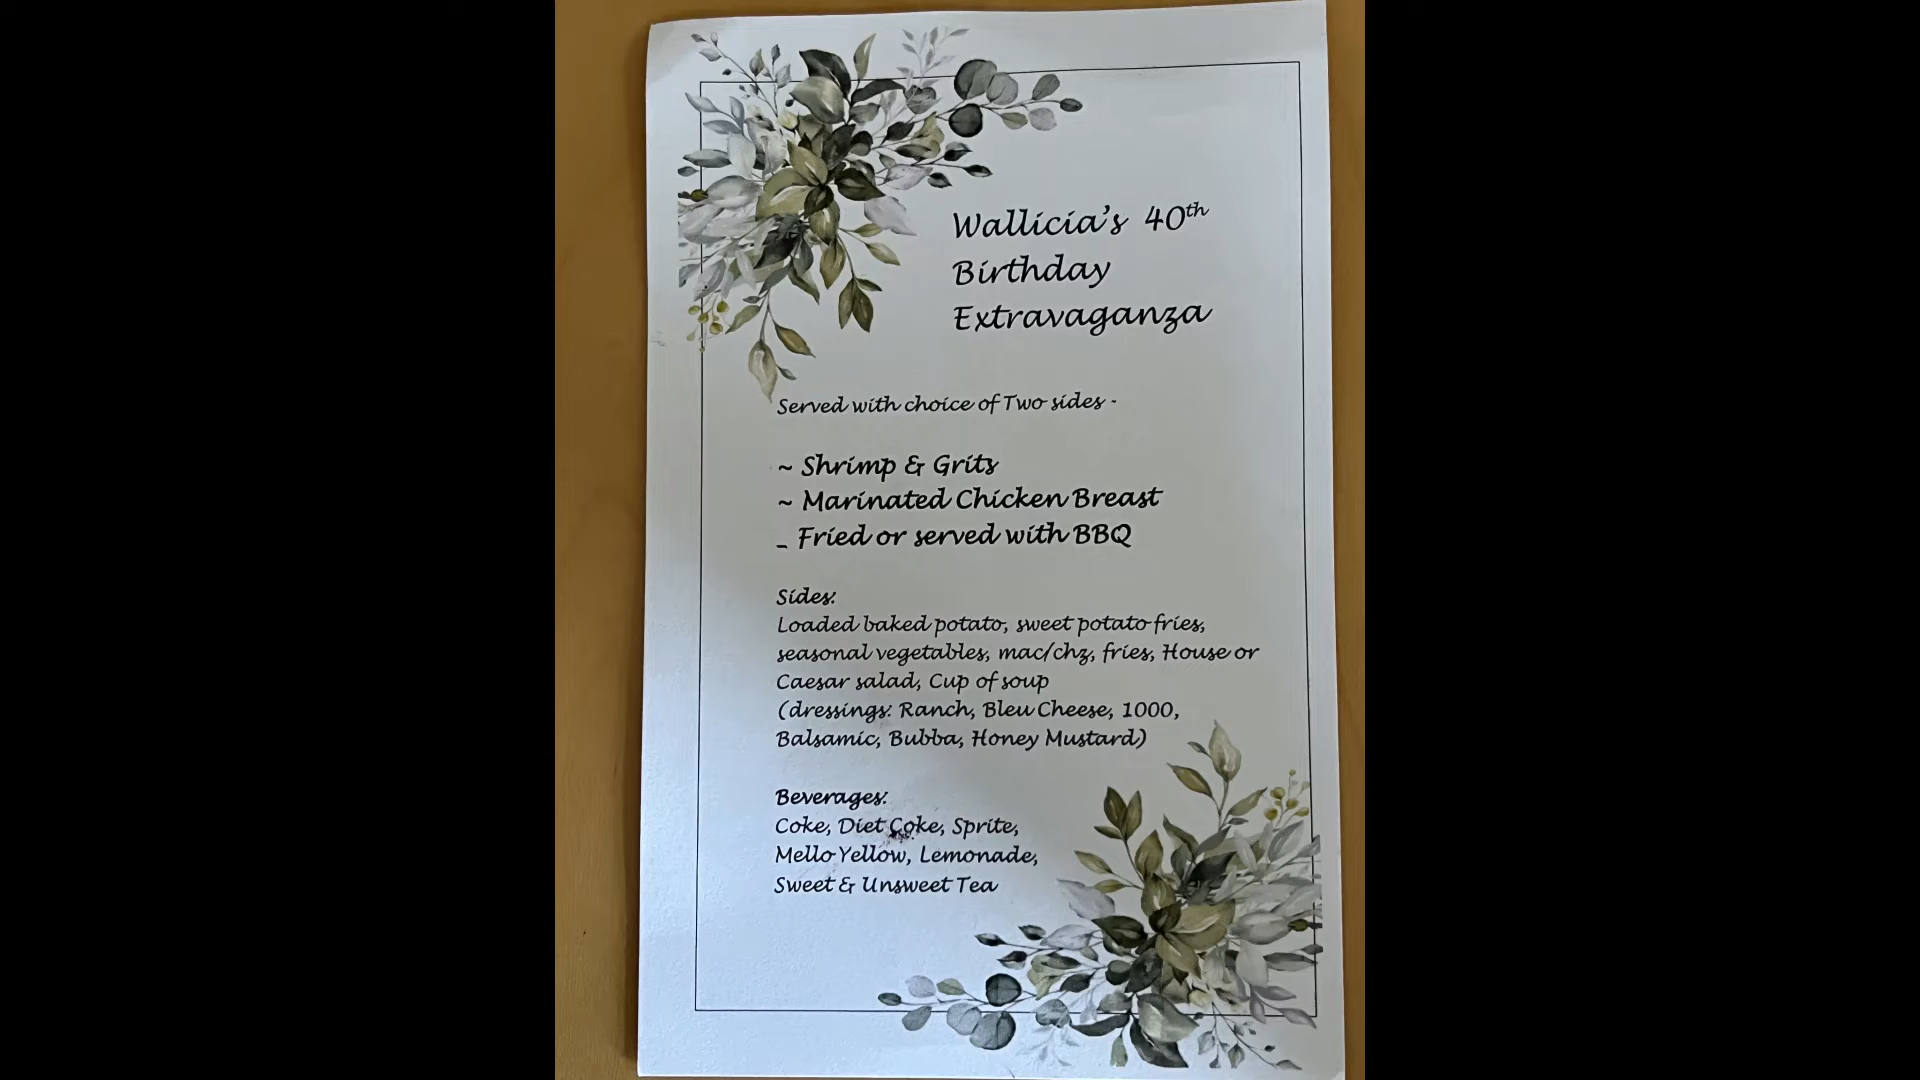 Wallicia's 40th
Birthday
Extravaganza
Served with choice of Two sides -
~ Shrimp & Grits
~ Marinated Chicken Breast
_ Fried or served with BBQ
Sides:
Loaded baked potato, sweet potato fries,
seasonal vegetables, mac/chz, fries, House or
Caesar salad, Cup of soup
(dressings: Ranch, Bleu Cheese, 1000,
Balsamic, Bubba, Honey Mustard)
Beverages:
Coke, Diet Coke, Sprite,
Mello Yellow, Lemonade,
Sweet & Unsweet Tea